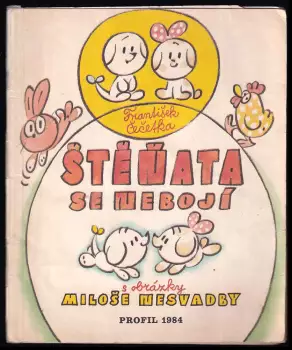 František
Čečetka
ŠTĚŇATA
SE NEBOJÍ
s obrázky
MILOŠE NESVADBY
PROFIL 1984